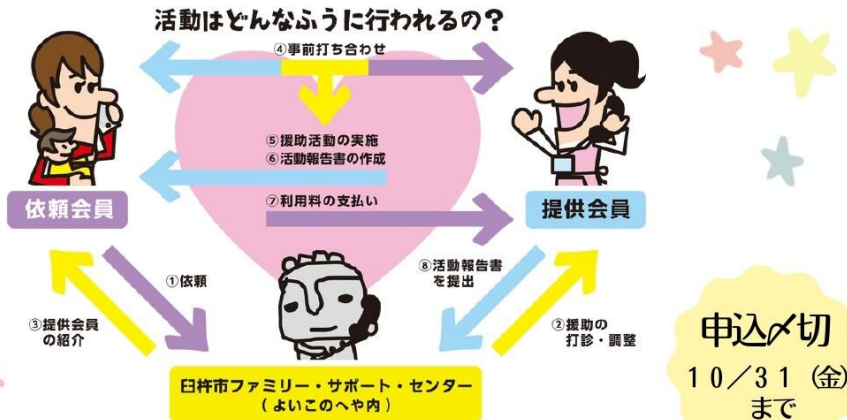 活動はどんなふうに行われるの？
④事前打ち合わせ
⑤援助活動の実施
⑥活動報告書の作成
⑦利用料の支払い
依頼会員
提供会員
①依頼
⑧活動報告書
を提出
③提供会員
の紹介
②援助の
打診・調整
臼杵市ファミリー・サポート・センター
（よいこのへや内）
申込〆切
10／31（金）
まで